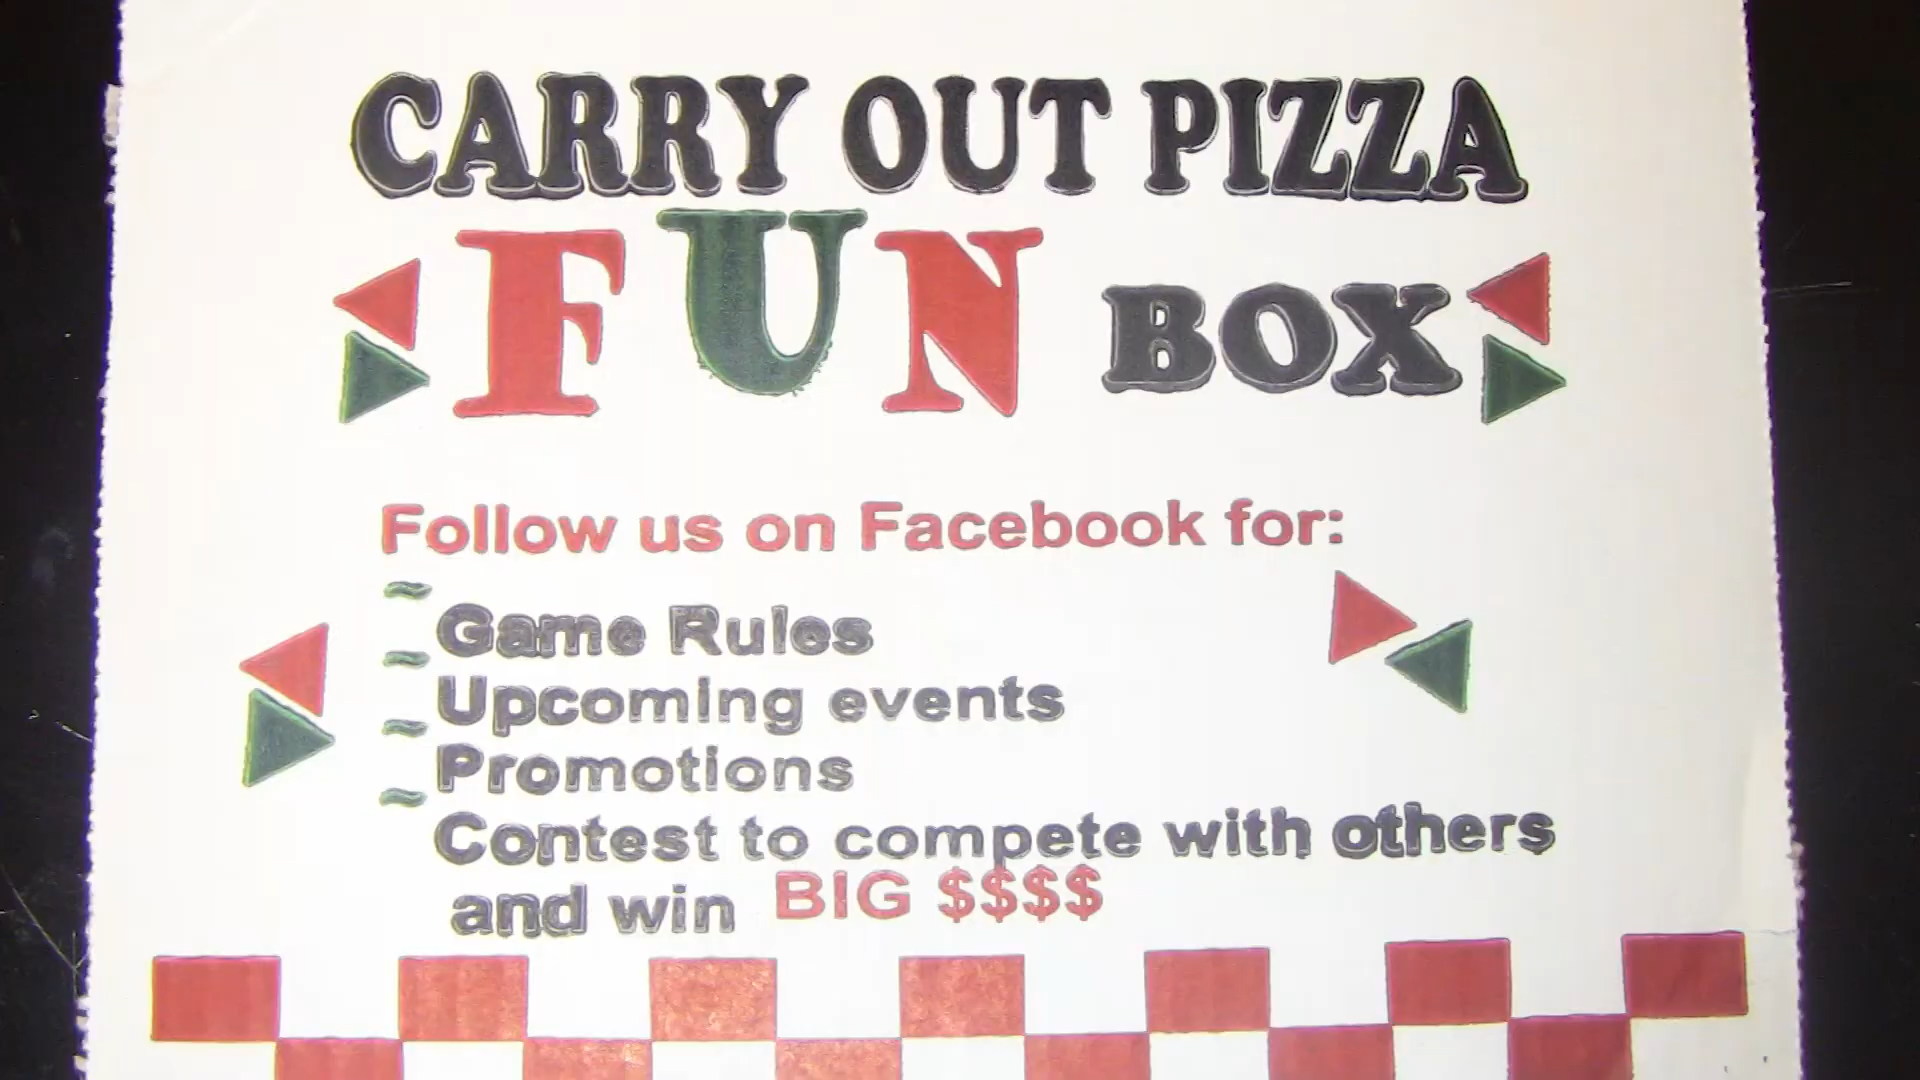 CARRY OUT PIZZA
FUN BOX
Follow us on Facebook for:
~
Game Rules
~
Upcoming events
~
Promotions
~
Contest to compete with others
and win BIG $$$$